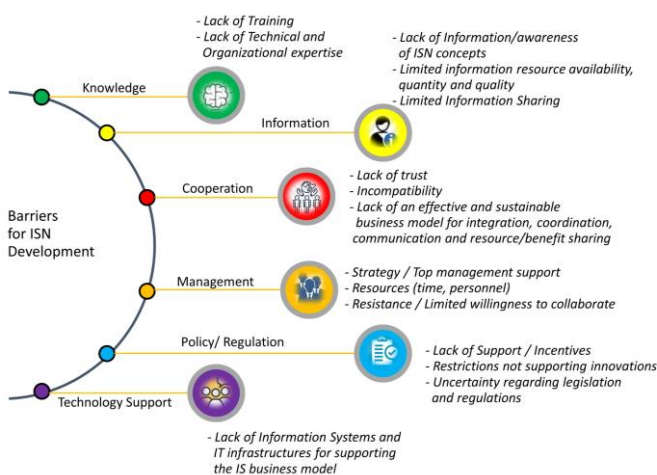 - Lack of Training
- Lack of Technical and
Organizational expertise
Knowledge
- Lack of Information/awareness
of ISN concepts
- Limited information resource availability,
quantity and quality
- Limited Information Sharing
Information
- Lack of trust
- Incompatibility
- Lack of an effective and sustainable
business model for integration, coordination,
communication and resource/benefit sharing
Cooperation
Barriers
for ISN
Development
- Strategy / Top management support
- Resources (time, personnel)
- Resistance / Limited willingness to collaborate
Management
Policy/ Regulation
- Lack of Support / Incentives
- Restrictions not supporting innovations
- Uncertainty regarding legislation
and regulations
Technology Support
- Lack of Information Systems and
IT infrastructures for supporting
the IS business model